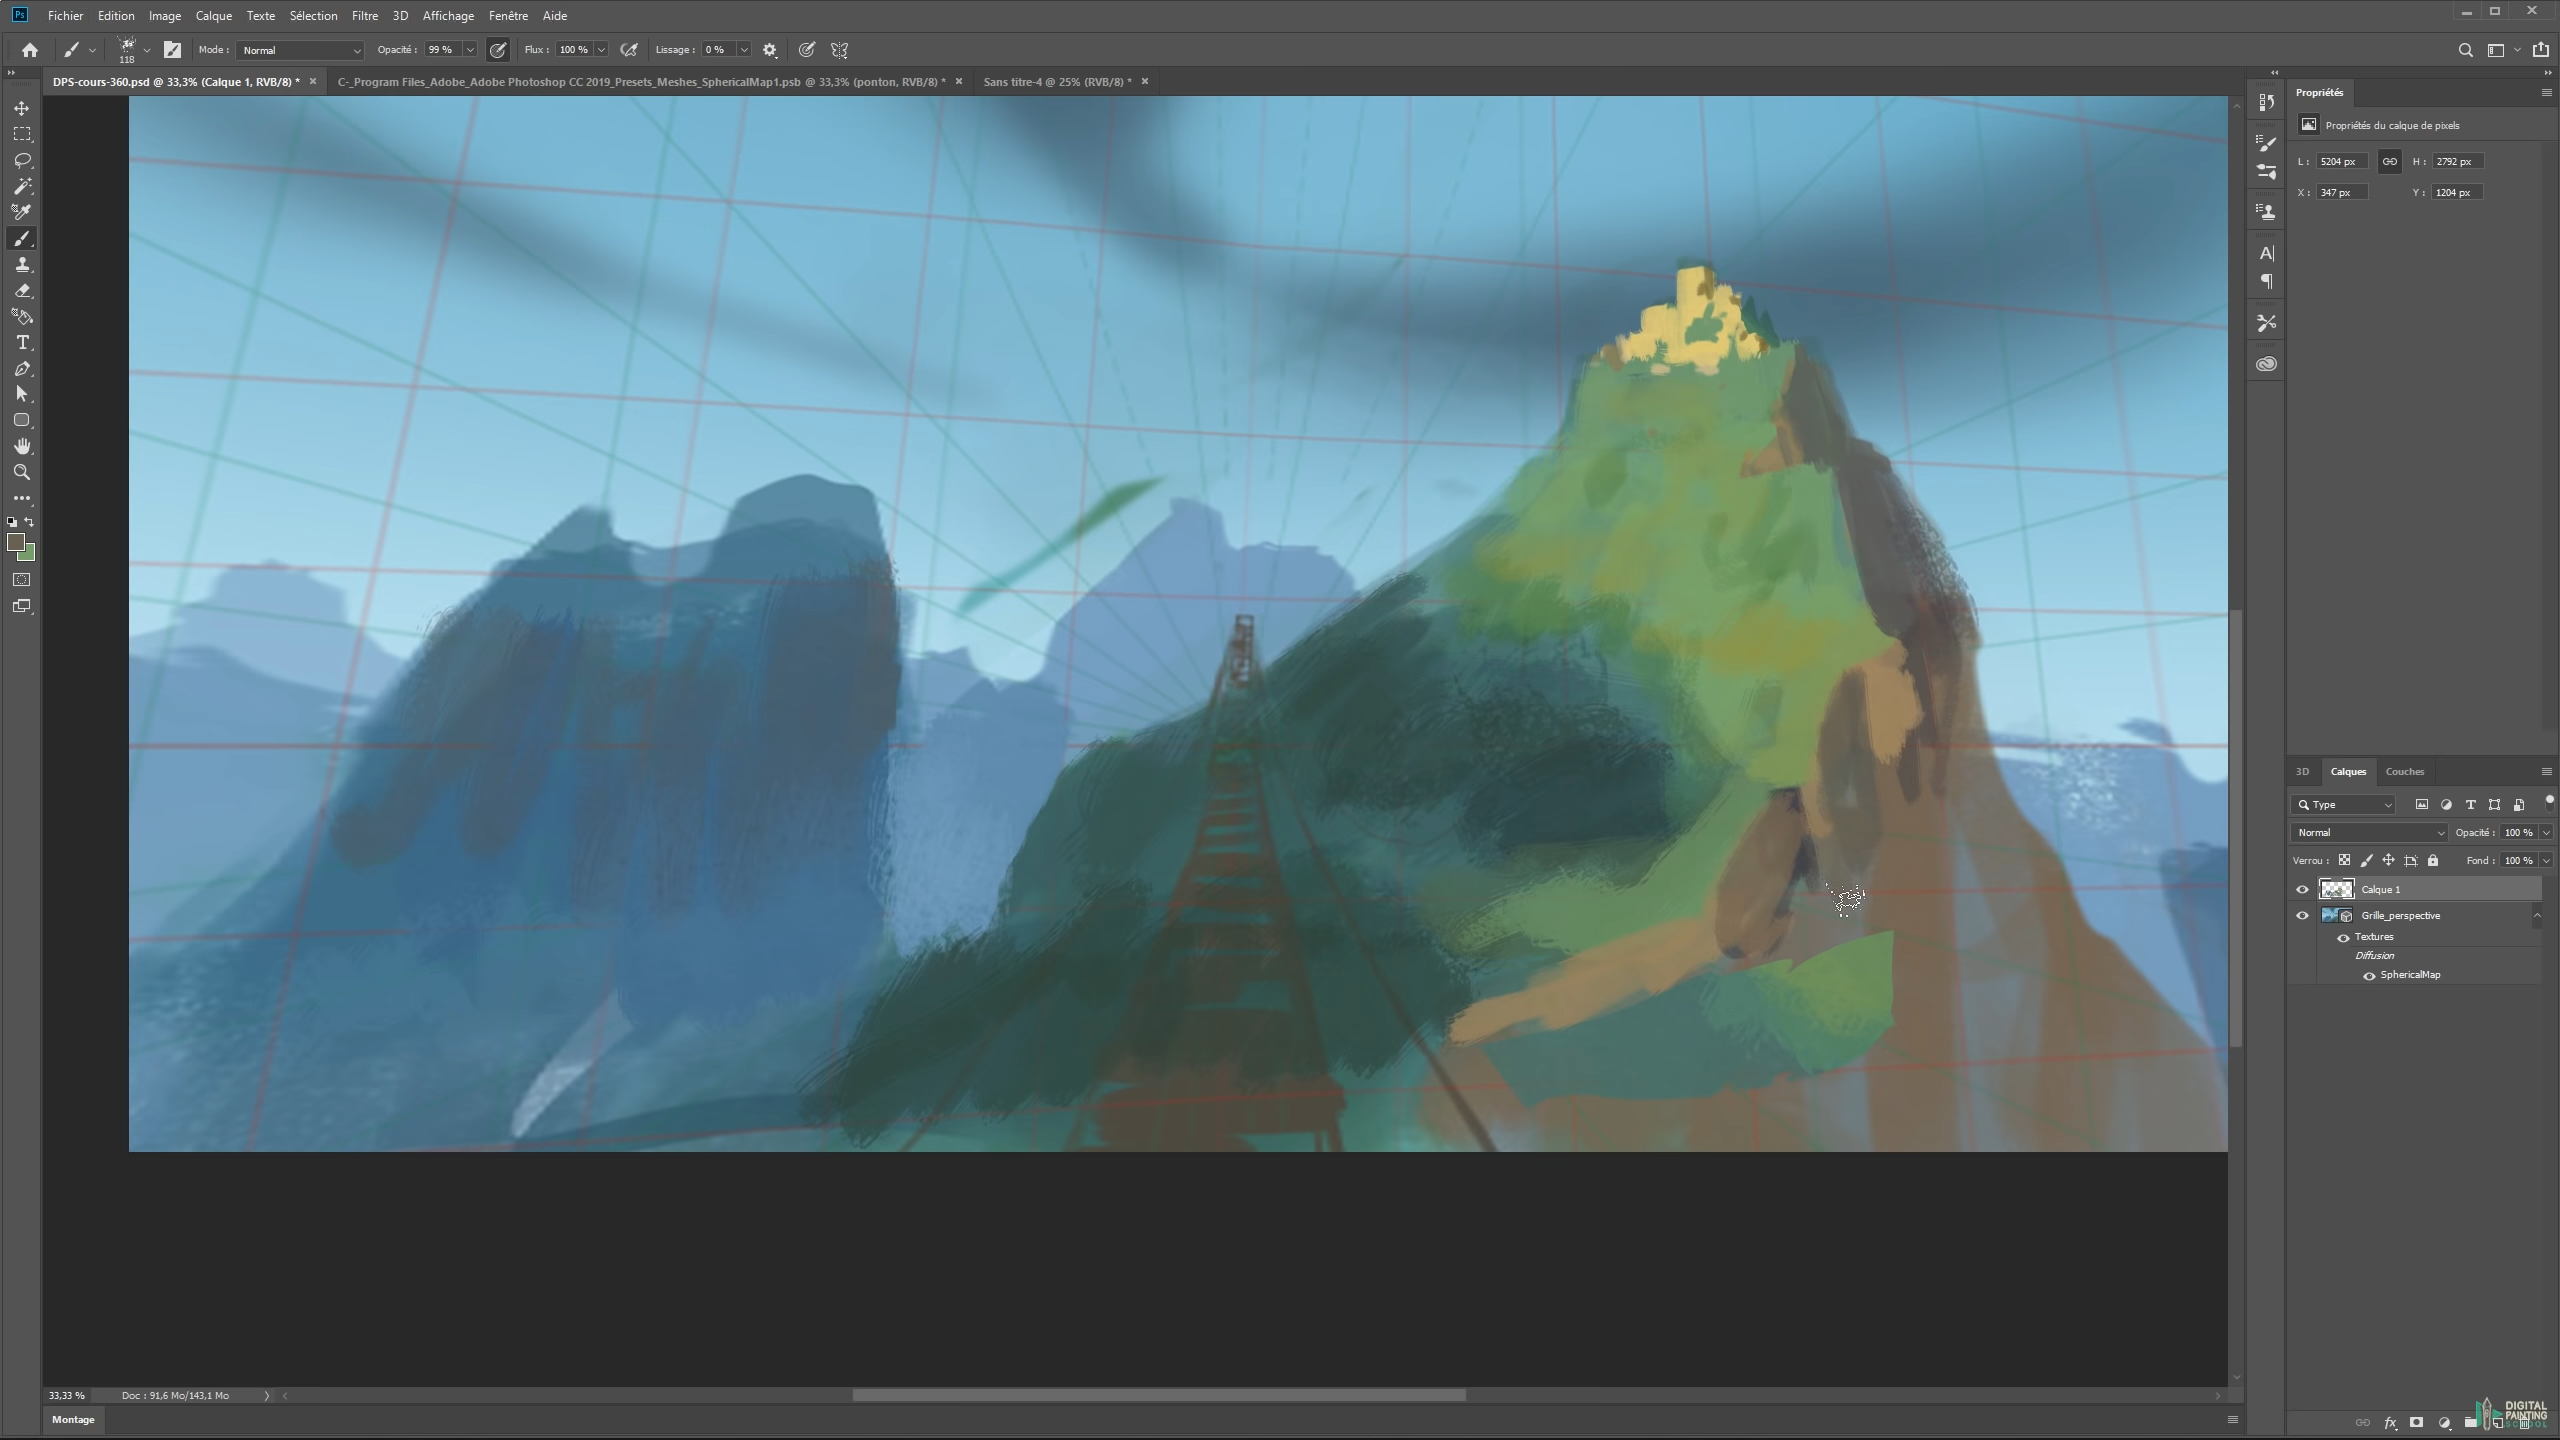 Ps Fichier Edition Image Calque Texte Sélection Filtre 3D Affichage Fenêtre Aide
118 Mode : Normal Opacité : 99 % Flux : 100 % Lissage : 0 %
DPS-cours-360.psd @ 33,3% (Calque 1, RVB/8) * C-_Program Files_Adobe_Adobe Photoshop CC 2019_Presets_Meshes_SphericalMap1.psb @ 33,3% (ponton, RVB/8) * Sans titre-4 @ 25% (RVB/8) *
Propriétés
Propriétés du calque de pixels
L : 5204 px H : 2792 px
X : 347 px Y : 1204 px
3D Calques Couches
Type
Normal Opacité : 100 %
Verrou : Fond : 100 %
Calque 1
Grille_perspective
Textures
Diffusion
SphericalMap
33,33 % Doc : 91,6 Mo/143,1 Mo
Montage
fx
DIGITAL
PAINTING
SCHOOL